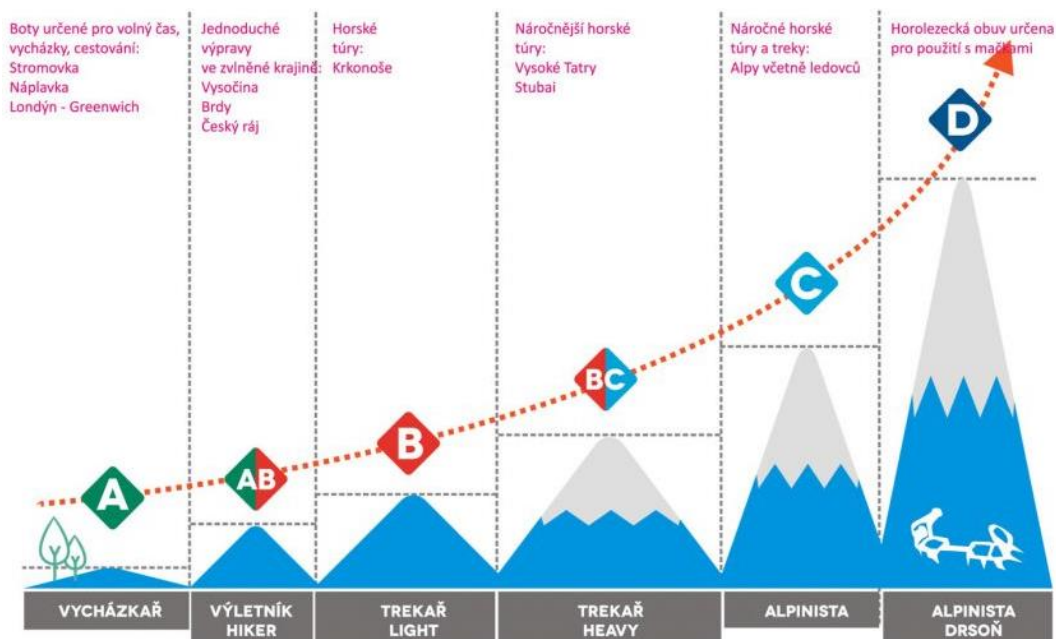 Boty určené pro volný čas,
vycházky, cestování:
Stromovka
Náplavka
Londýn - Greenwich
Jednoduché
výpravy
ve zvlněné krajině:
Vysočina
Brdy
Český ráj
Horské
túry:
Krkonoše
Náročnější horské
túry:
Vysoké Tatry
Stubai
Náročné horské
túry a treky:
Alpy včetně ledovců
Horolezecká obuv určena
pro použití s mačkami
A
AB
B
BC
C
D
VYCHÁZKAŘ
VÝLETNÍK
HIKER
TREKAŘ
LIGHT
TREKAŘ
HEAVY
ALPINISTA
ALPINISTA
DRSOŇ